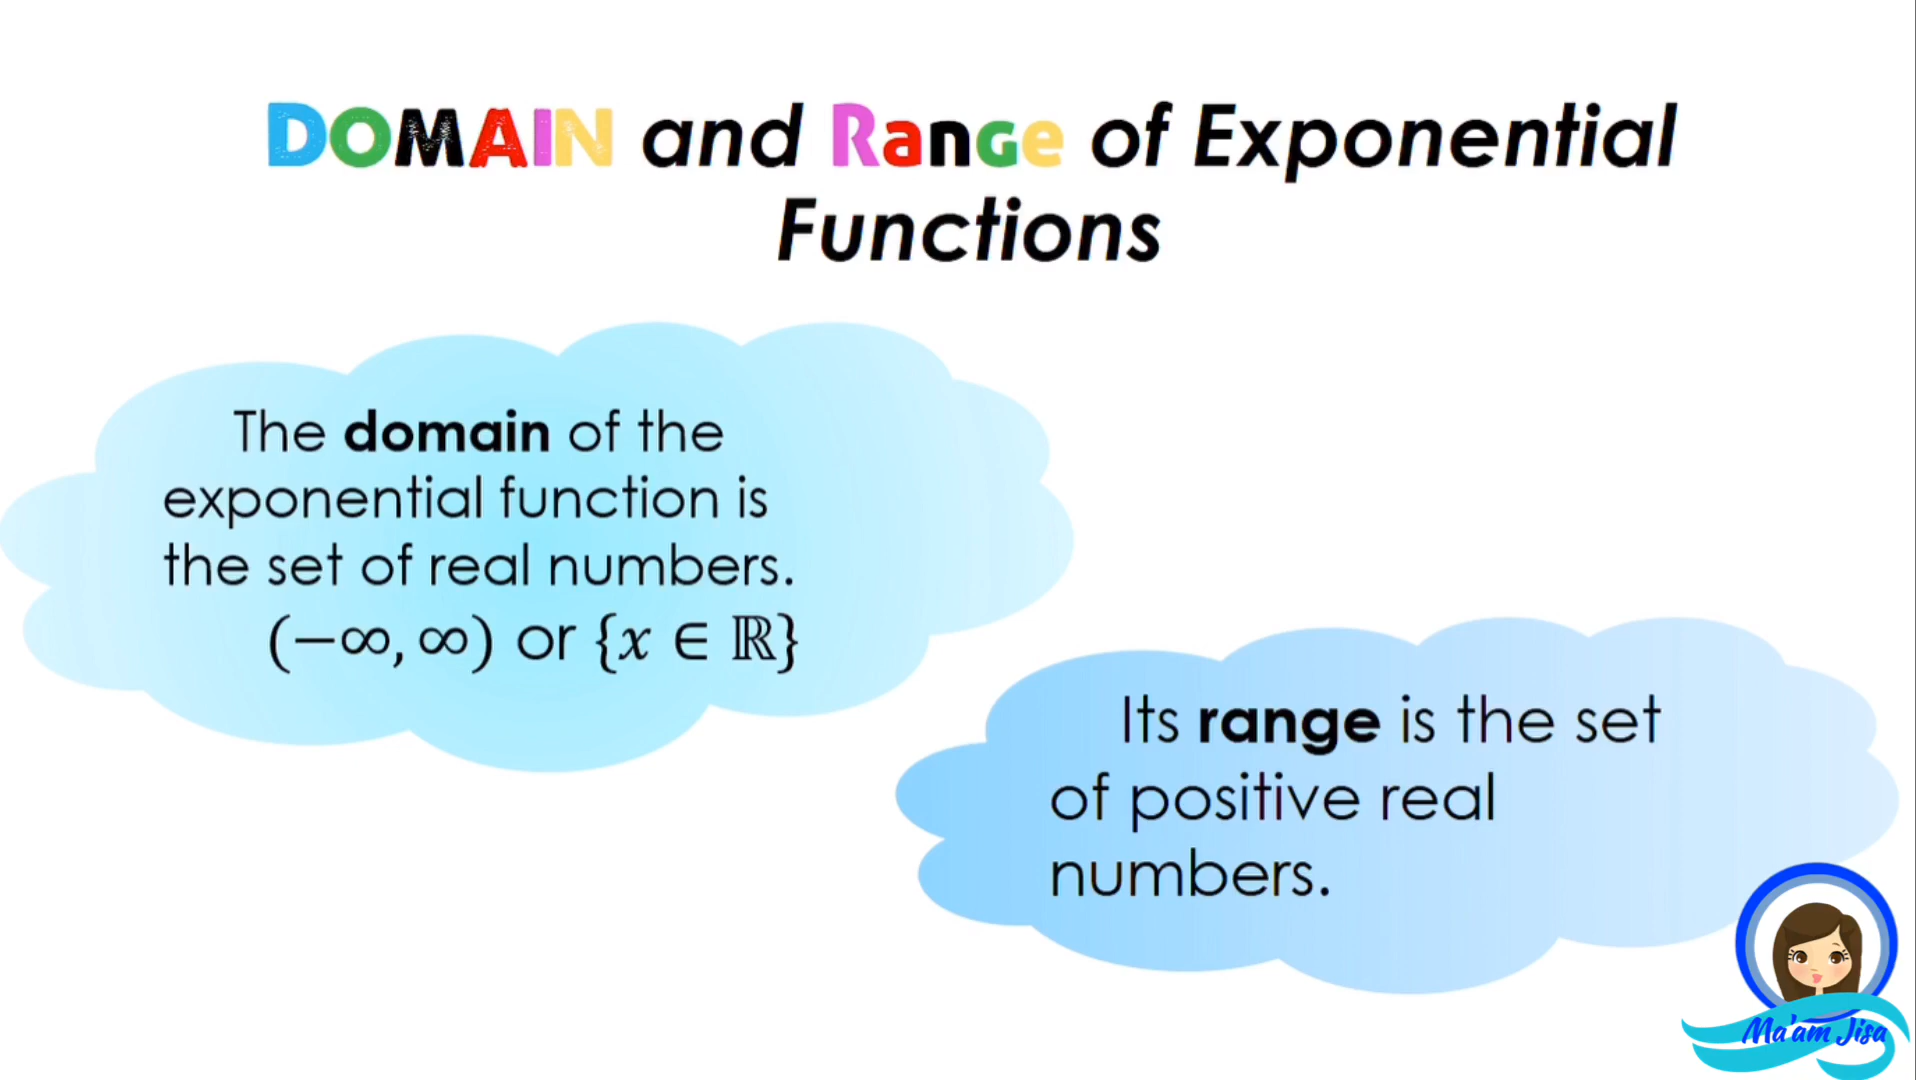 DOMAIN and Range of Exponential
Functions
The domain of the
exponential function is
the set of real numbers.
(−∞, ∞) or {x ∈ ℝ}
Its range is the set
of positive real
numbers.
Ma'am Jisa